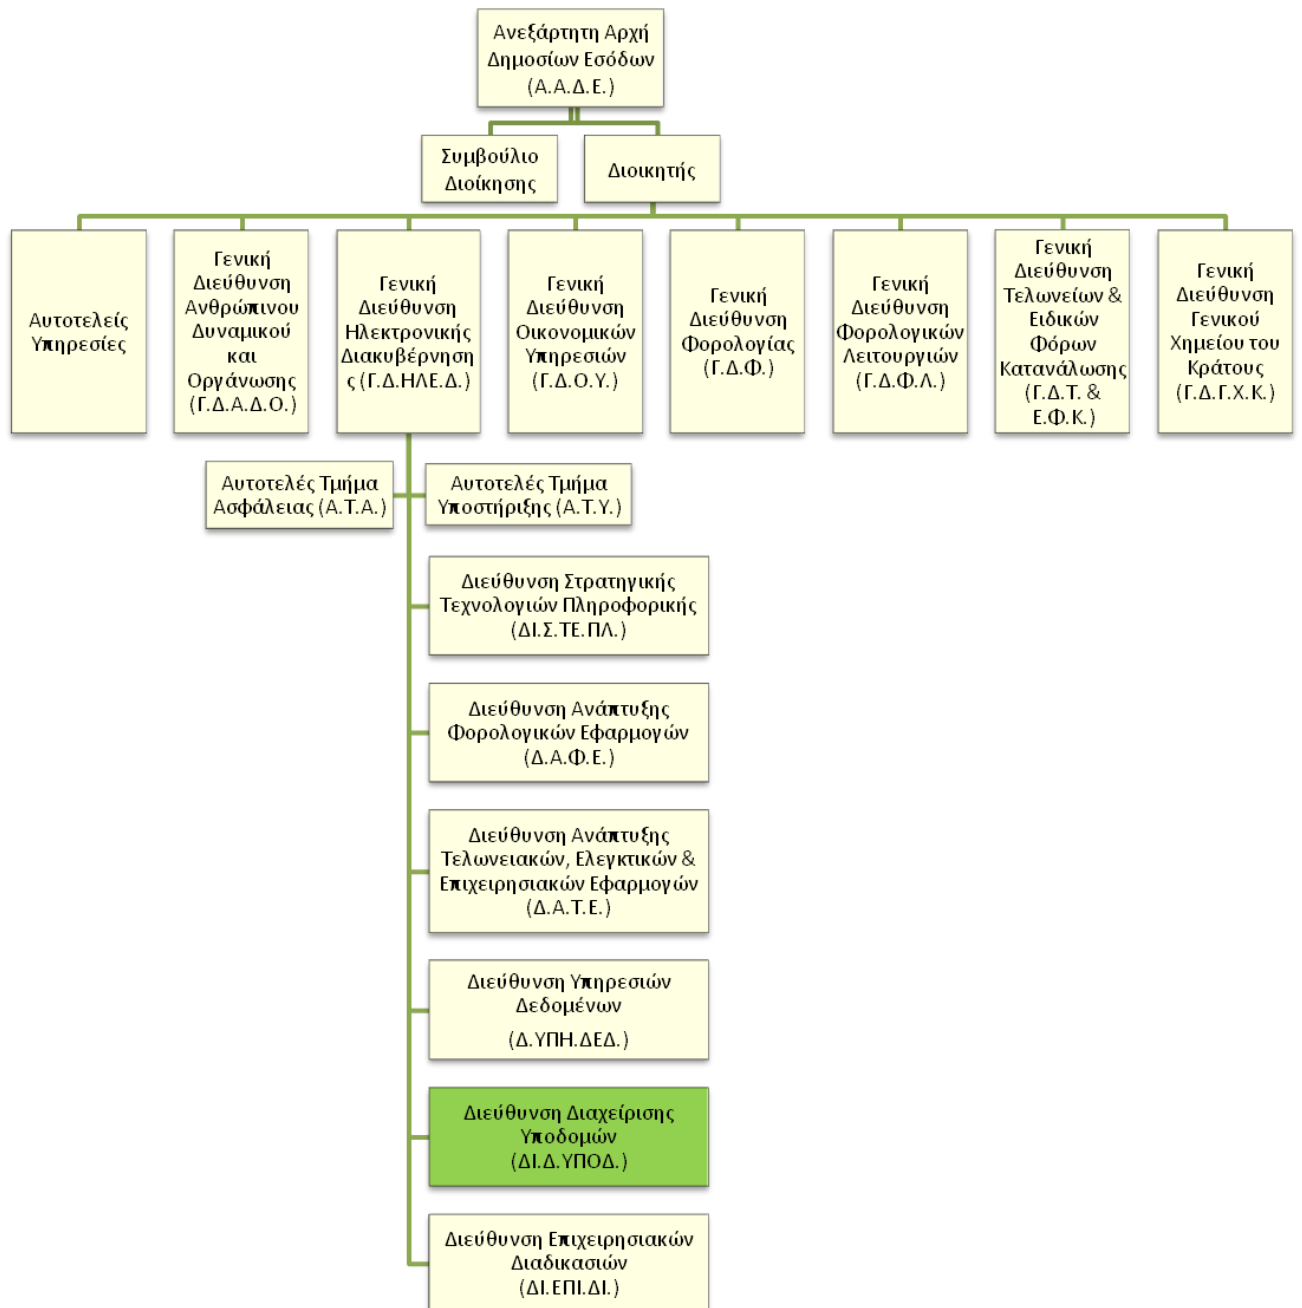 Ανεξάρτητη Αρχή
Δημοσίων Εσόδων
(Α.Α.Δ.Ε.)
Συμβούλιο
Διοίκησης
Διοικητής
Αυτοτελείς
Υπηρεσίες
Γενική
Διεύθυνση
Ανθρώπινου
Δυναμικού
και
Οργάνωσης
(Γ.Δ.Α.Δ.Ο.)
Γενική
Διεύθυνση
Ηλεκτρονικής
Διακυβέρνηση
ς (Γ.Δ.ΗΛΕ.Δ.)
Γενική
Διεύθυνση
Οικονομικών
Υπηρεσιών
(Γ.Δ.Ο.Υ.)
Γενική
Διεύθυνση
Φορολογίας
(Γ.Δ.Φ.)
Γενική
Διεύθυνση
Φορολογικών
Λειτουργιών
(Γ.Δ.Φ.Λ.)
Γενική
Διεύθυνση
Τελωνείων &
Ειδικών
Φόρων
Κατανάλωσης
(Γ.Δ.Τ. &
Ε.Φ.Κ.)
Γενική
Διεύθυνση
Γενικού
Χημείου του
Κράτους
(Γ.Δ.Γ.Χ.Κ.)
Αυτοτελές Τμήμα
Ασφάλειας (Α.Τ.Α.)
Αυτοτελές Τμήμα
Υποστήριξης (Α.Τ.Υ.)
Διεύθυνση Στρατηγικής
Τεχνολογιών Πληροφορικής
(ΔΙ.Σ.ΤΕ.ΠΛ.)
Διεύθυνση Ανάπτυξης
Φορολογικών Εφαρμογών
(Δ.Α.Φ.Ε.)
Διεύθυνση Ανάπτυξης
Τελωνειακών, Ελεγκτικών &
Επιχειρησιακών Εφαρμογών
(Δ.Α.Τ.Ε.)
Διεύθυνση Υπηρεσιών
Δεδομένων
(Δ.ΥΠΗ.ΔΕΔ.)
Διεύθυνση Διαχείρισης
Υποδομών
(ΔΙ.Δ.ΥΠΟΔ.)
Διεύθυνση Επιχειρησιακών
Διαδικασιών
(ΔΙ.ΕΠΙ.ΔΙ.)